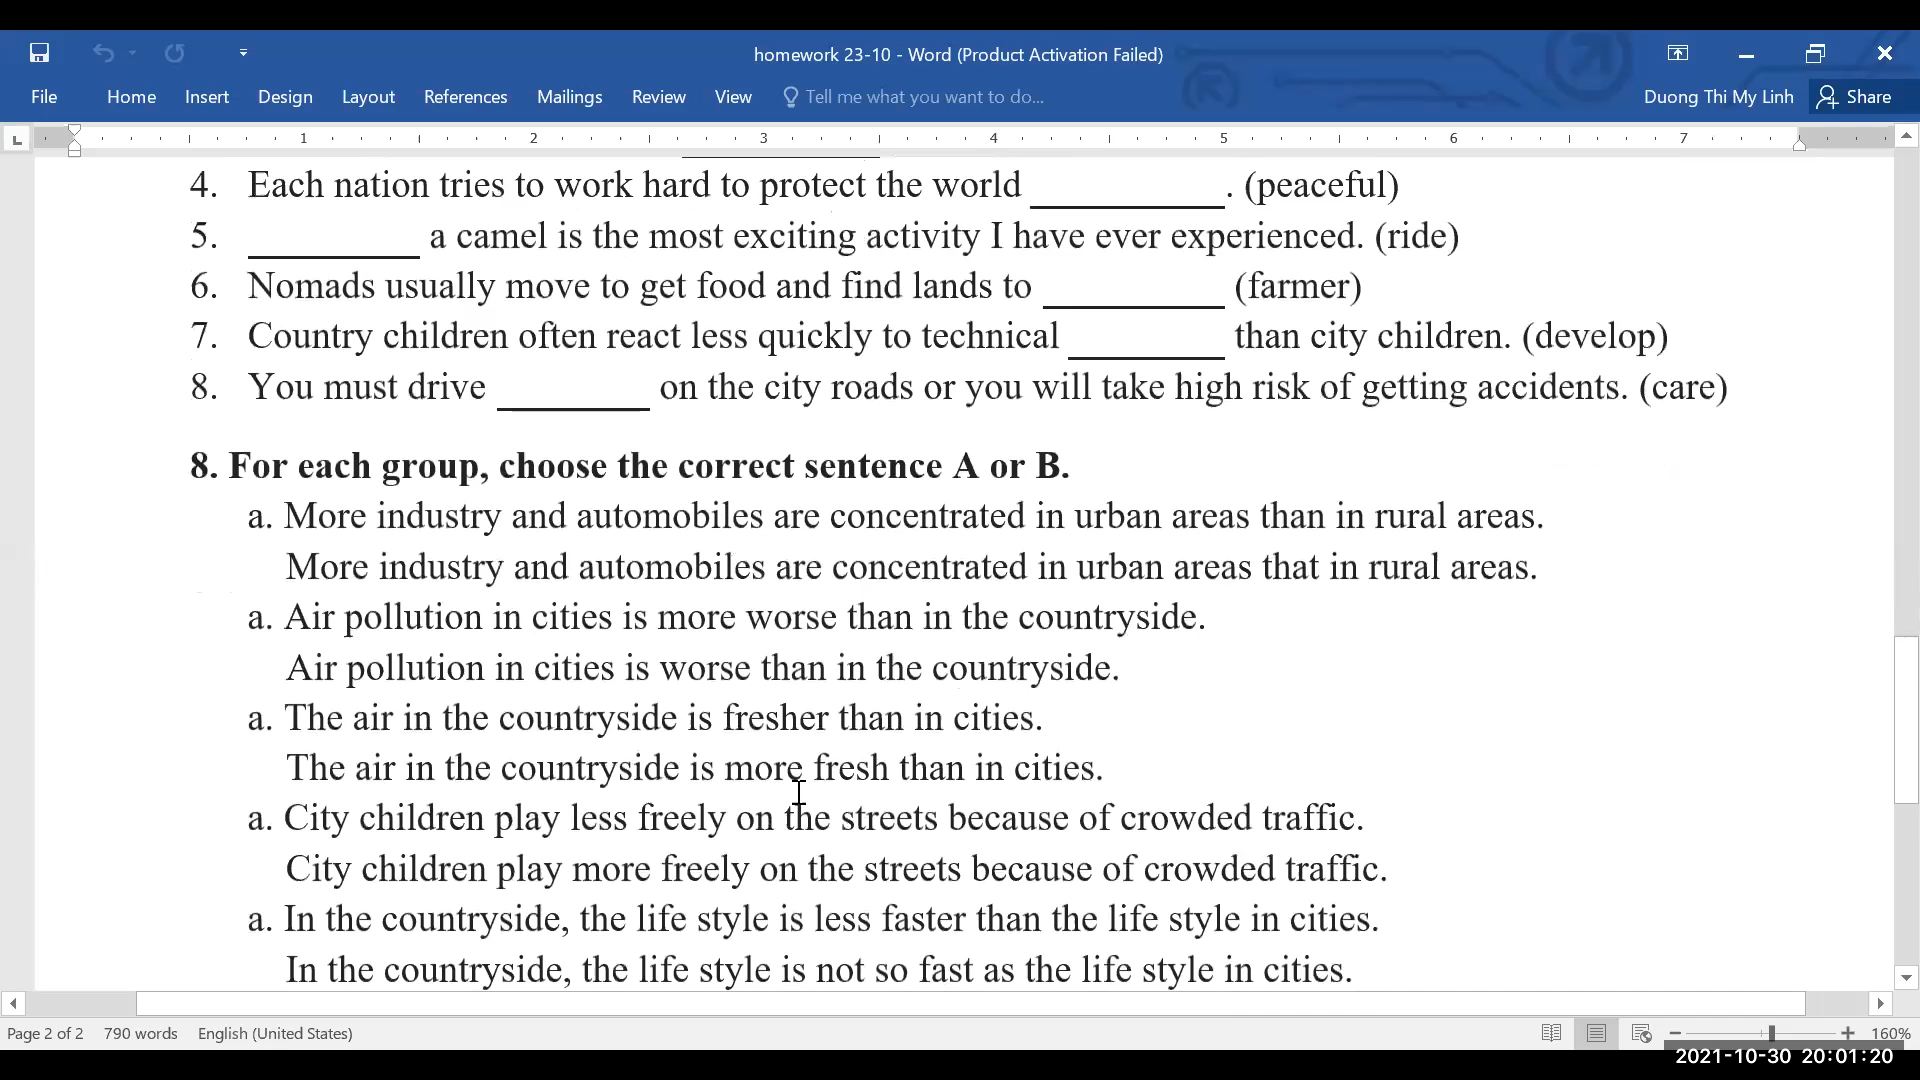 homework 23-10 - Word (Product Activation Failed)
File Home Insert Design Layout References Mailings Review View Tell me what you want to do... Duong Thi My Linh Share
1 2 3 4 5 6 7
4. Each nation tries to work hard to protect the world __________. (peaceful)
5. __________ a camel is the most exciting activity I have ever experienced. (ride)
6. Nomads usually move to get food and find lands to __________ (farmer)
7. Country children often react less quickly to technical __________ than city children. (develop)
8. You must drive __________ on the city roads or you will take high risk of getting accidents. (care)
8. For each group, choose the correct sentence A or B.
a. More industry and automobiles are concentrated in urban areas than in rural areas.
More industry and automobiles are concentrated in urban areas that in rural areas.
a. Air pollution in cities is more worse than in the countryside.
Air pollution in cities is worse than in the countryside.
a. The air in the countryside is fresher than in cities.
The air in the countryside is more fresh than in cities.
a. City children play less freely on the streets because of crowded traffic.
City children play more freely on the streets because of crowded traffic.
a. In the countryside, the life style is less faster than the life style in cities.
In the countryside, the life style is not so fast as the life style in cities.
Page 2 of 2 790 words English (United States) 160%
2021-10-30 20:01:20